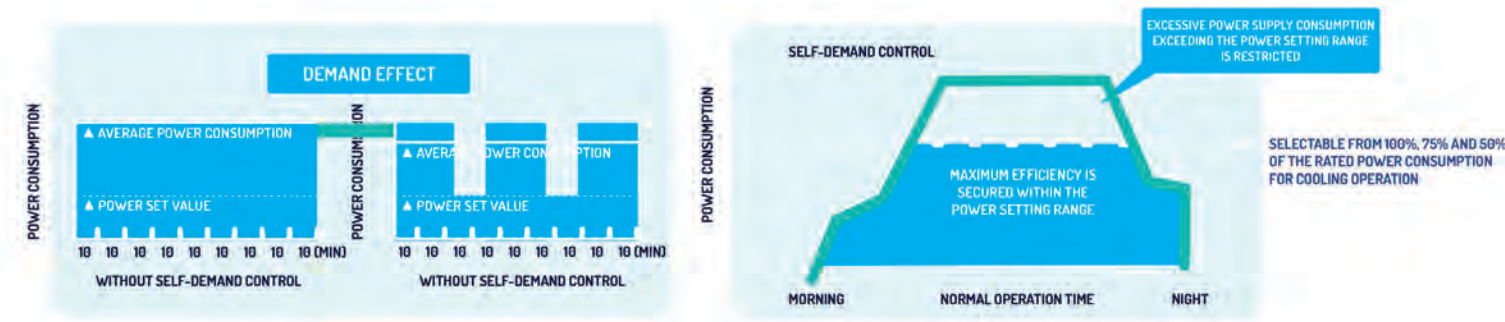 DEMAND EFFECT
POWER CONSUMPTION
▲ AVERAGE POWER CONSUMPTION
▲ POWER SET VALUE
10 10 10 10 10 10 10 10 10 (MIN)
WITHOUT SELF-DEMAND CONTROL
POWER CONSUMPTION
▲ AVERAGE POWER CONSUMPTION
▲ POWER SET VALUE
10 10 10 10 10 10 10 10 10 (MIN)
WITHOUT SELF-DEMAND CONTROL
SELF-DEMAND CONTROL
EXCESSIVE POWER SUPPLY CONSUMPTION
EXCEEDING THE POWER SETTING RANGE
IS RESTRICTED
POWER CONSUMPTION
MAXIMUM EFFICIENCY IS
SECURED WITHIN THE
POWER SETTING RANGE
MORNING
NORMAL OPERATION TIME
NIGHT
SELECTABLE FROM 100%, 75% AND 50%
OF THE RATED POWER CONSUMPTION
FOR COOLING OPERATION